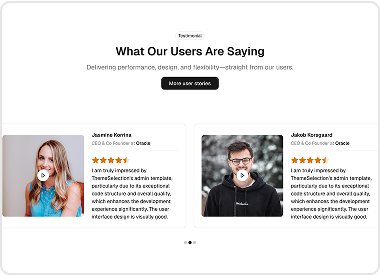 Testimonial
What Our Users Are Saying
Delivering performance, design, and flexibility—straight from our users.
More user stories
Jasmine Korrina
CEO & Co Founder at Oracle
I am truly impressed by
ThemeSelection's admin template,
particularly due to its exceptional
code structure and overall quality,
which enhances the development
experience significantly. The user
interface design is visually good.
Jakob Korsgaard
CEO & Co Founder at Oracle
I am truly impressed by
ThemeSelection's admin template,
particularly due to its exceptional
code structure and overall quality,
which enhances the development
experience significantly. The user
interface design is visually good.